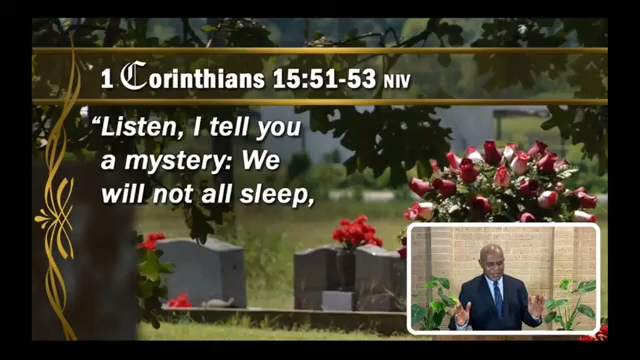 1 Corinthians 15:51-53 NIV
“Listen, I tell you
a mystery: We
will not all sleep,